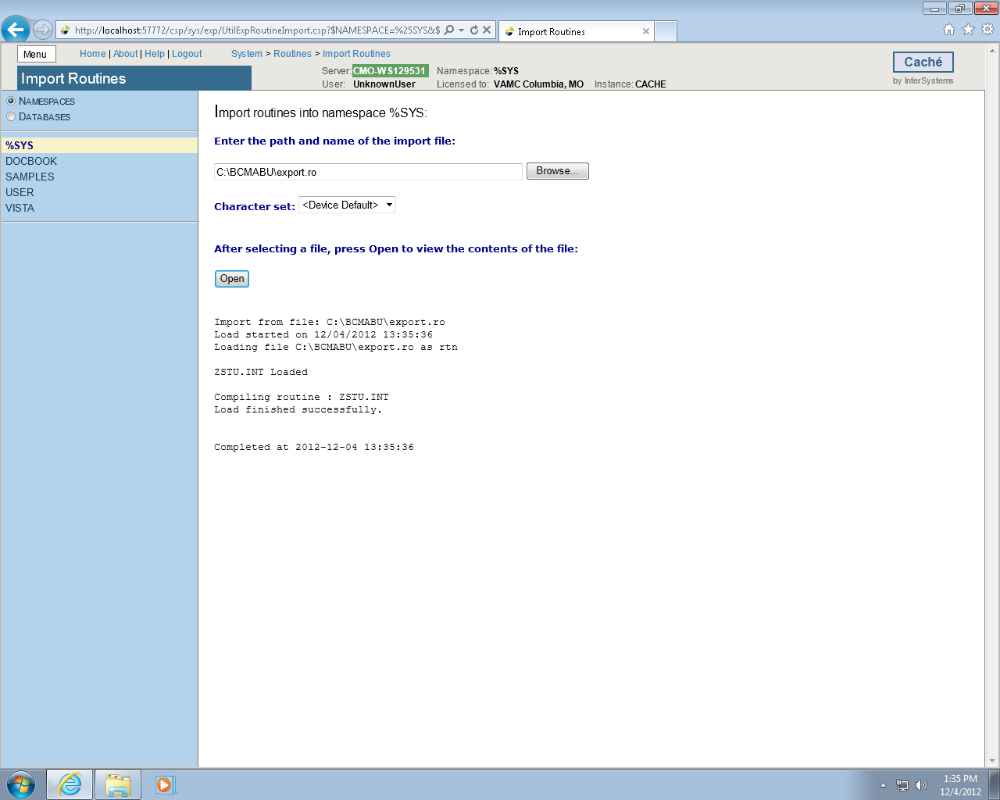 http://localhost:57772/csp/sys/exp/UtilExpRoutineImport.csp?$NAMESPACE=%25SYS&$
Import Routines
Menu
Home | About | Help | Logout
System > Routines > Import Routines
Import Routines
Server: CMO-WS129531 Namespace: %SYS
User: UnknownUser Licensed to: VAMC Columbia, MO Instance: CACHE
Caché
by InterSystems
NAMESPACES
DATABASES
%SYS
DOCBOOK
SAMPLES
USER
VISTA
Import routines into namespace %SYS:
Enter the path and name of the import file:
C:\BCMABU\export.ro
Browse...
Character set: <Device Default>
After selecting a file, press Open to view the contents of the file:
Open
Import from file: C:\BCMABU\export.ro
Load started on 12/04/2012 13:35:36
Loading file C:\BCMABU\export.ro as rtn
ZSTU.INT Loaded
Compiling routine : ZSTU.INT
Load finished successfully.
Completed at 2012-12-04 13:35:36
1:35 PM
12/4/2012